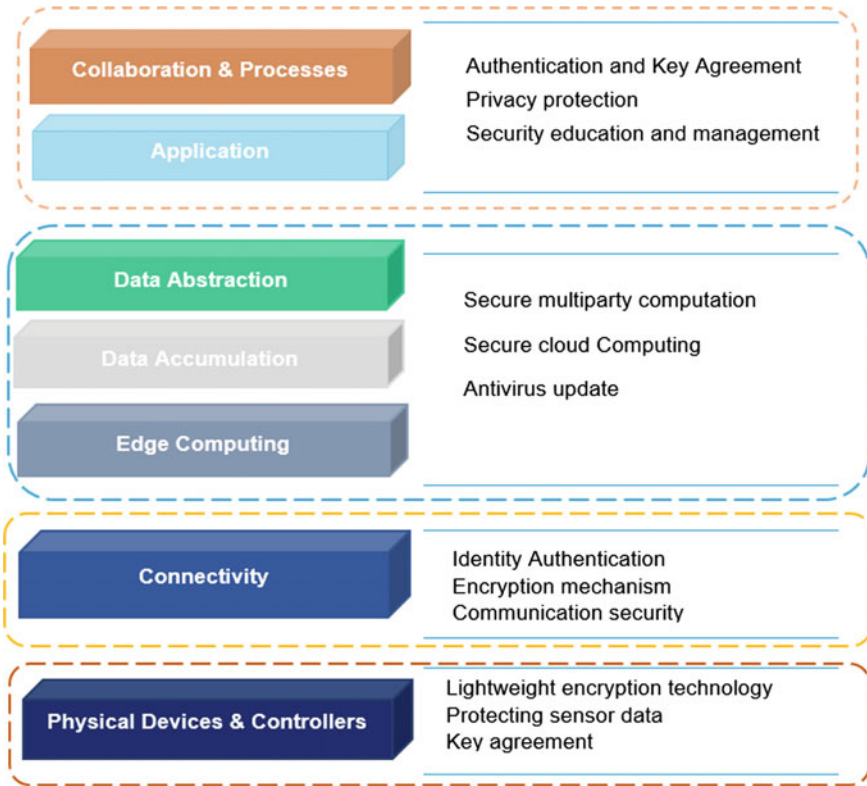 Collaboration & Processes
Application
Authentication and Key Agreement
Privacy protection
Security education and management
Data Abstraction
Data Accumulation
Edge Computing
Secure multiparty computation
Secure cloud Computing
Antivirus update
Connectivity
Identity Authentication
Encryption mechanism
Communication security
Physical Devices & Controllers
Lightweight encryption technology
Protecting sensor data
Key agreement